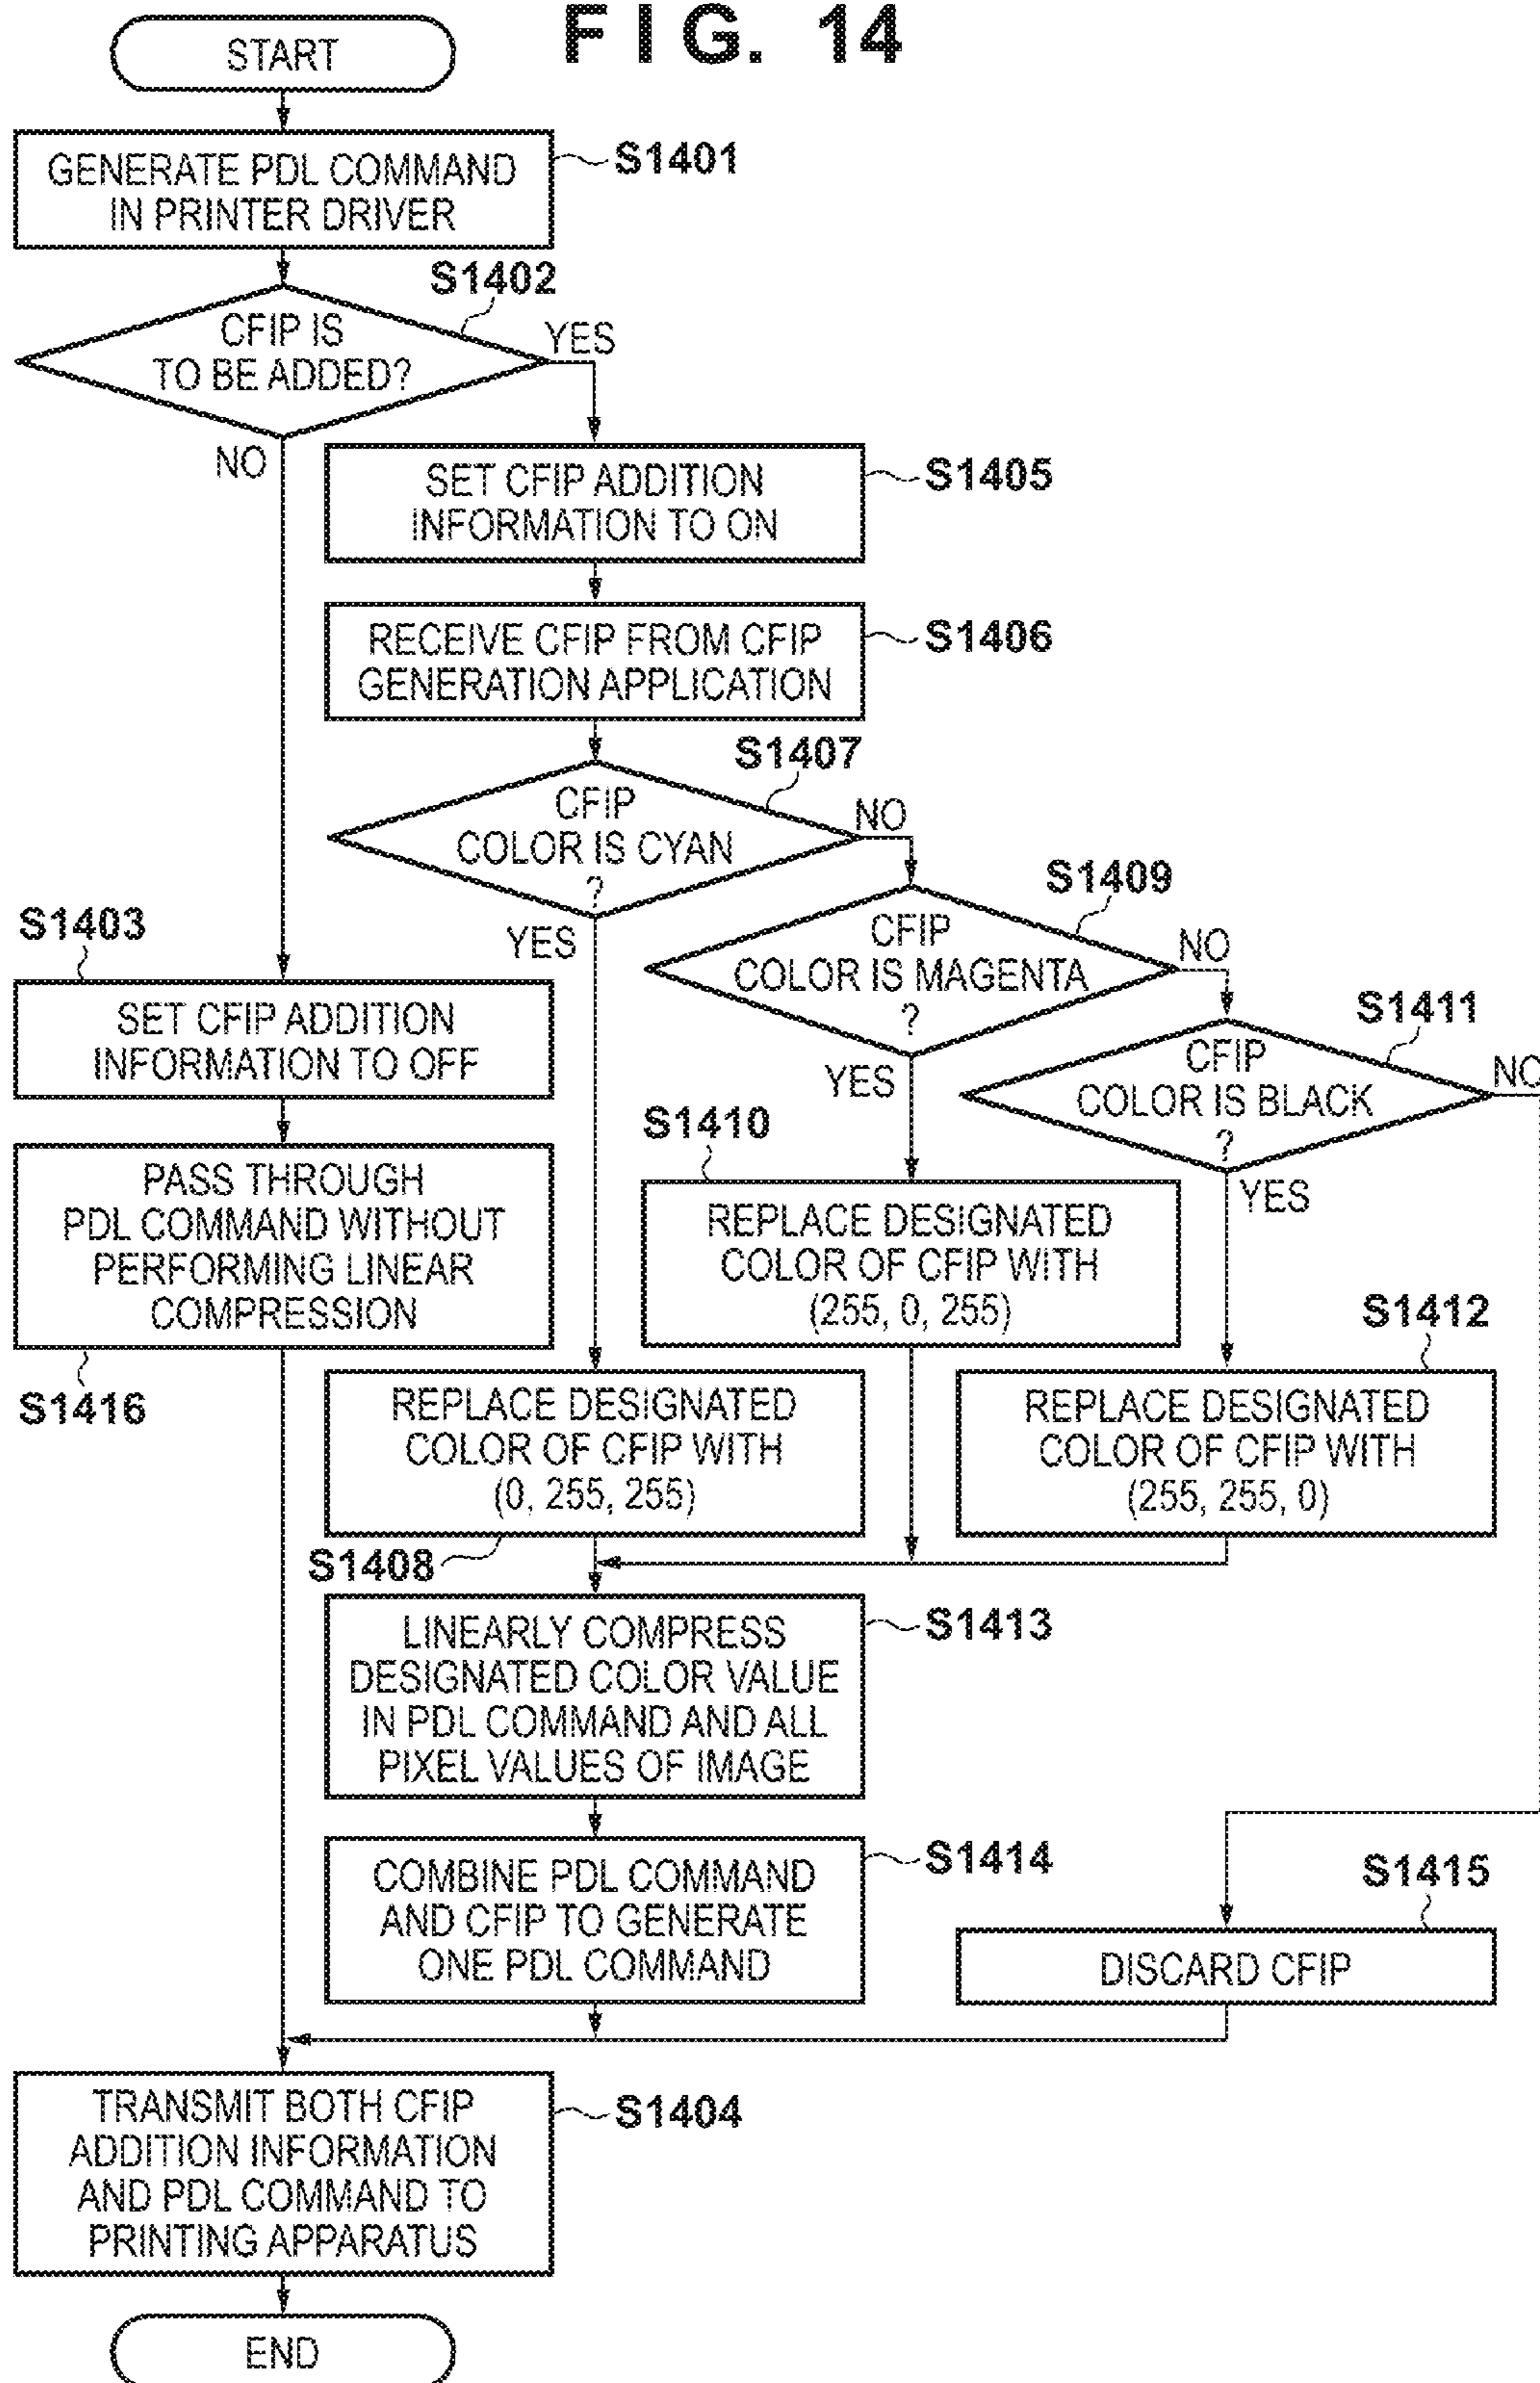 FIG. 14
START
GENERATE PDL COMMAND
IN PRINTER DRIVER
S1401
S1402
CFIP IS
TO BE ADDED?
YES
NO
SET CFIP ADDITION
INFORMATION TO ON
S1405
RECEIVE CFIP FROM CFIP
GENERATION APPLICATION
S1406
S1407
CFIP
COLOR IS CYAN
?
NO
YES
S1409
CFIP
COLOR IS MAGENTA
?
NO
YES
S1411
CFIP
COLOR IS BLACK
?
NO
YES
S1403
SET CFIP ADDITION
INFORMATION TO OFF
PASS THROUGH
PDL COMMAND WITHOUT
PERFORMING LINEAR
COMPRESSION
S1416
S1410
REPLACE DESIGNATED
COLOR OF CFIP WITH
(255, 0, 255)
S1412
REPLACE DESIGNATED
COLOR OF CFIP WITH
(255, 255, 0)
REPLACE DESIGNATED
COLOR OF CFIP WITH
(0, 255, 255)
S1408
LINEARLY COMPRESS
DESIGNATED COLOR VALUE
IN PDL COMMAND AND ALL
PIXEL VALUES OF IMAGE
S1413
COMBINE PDL COMMAND
AND CFIP TO GENERATE
ONE PDL COMMAND
S1414
S1415
DISCARD CFIP
TRANSMIT BOTH CFIP
ADDITION INFORMATION
AND PDL COMMAND TO
PRINTING APPARATUS
S1404
END